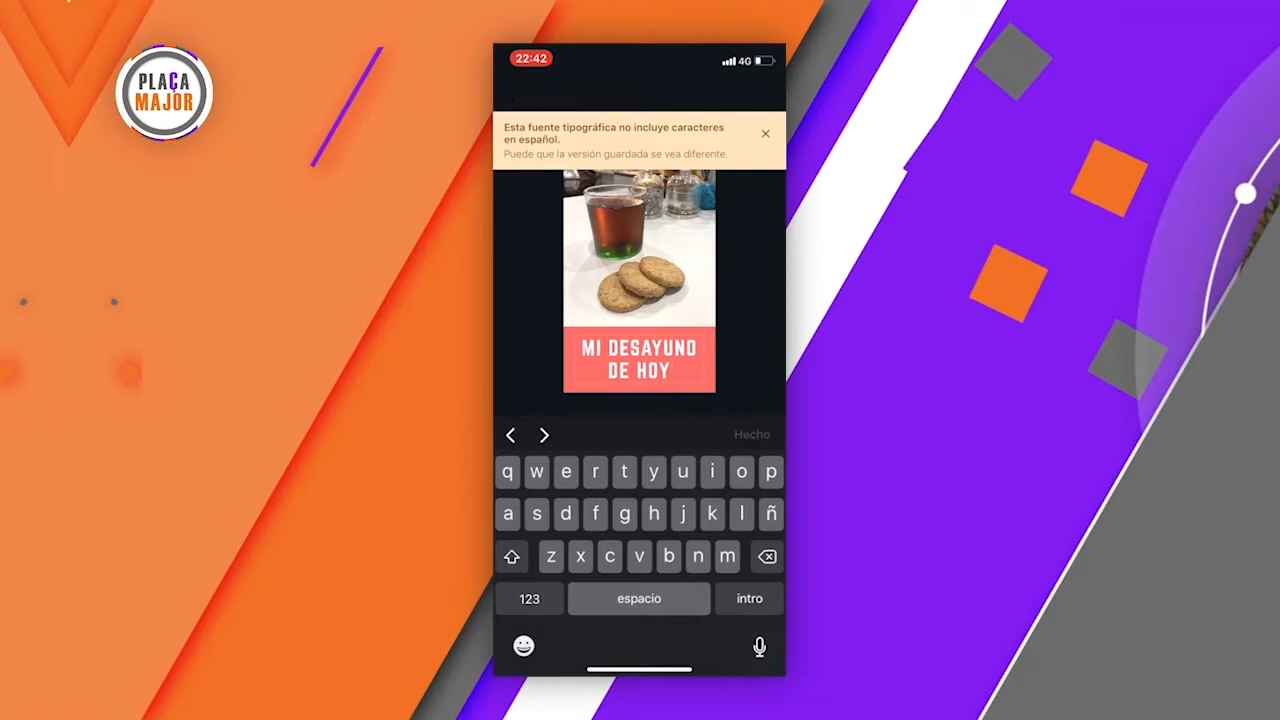 PLAÇA
MAJOR
22:42
4G
Esta fuente tipográfica no incluye caracteres
en español.
Puede que la versión guardada se vea diferente.
MI DESAYUNO
DE HOY
Hecho
q w e r t y u i o p
a s d f g h j k l ñ
z x c v b n m
123 espacio intro